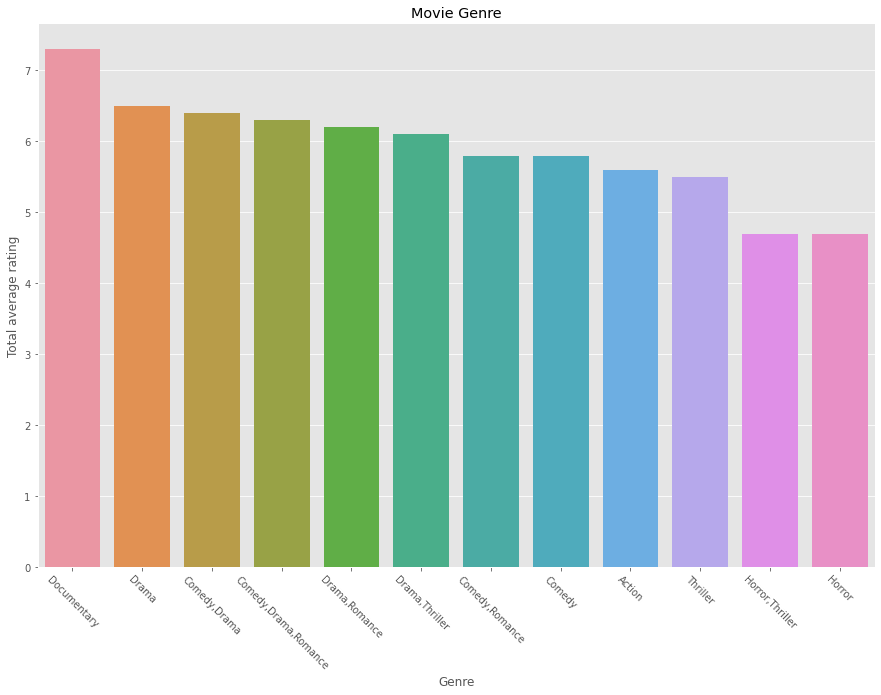 Movie Genre
Total average rating
7
6
5
4
3
2
1
0
Documentary
Drama
Comedy,Drama
Comedy,Drama,Romance
Drama,Romance
Drama,Thriller
Comedy,Romance
Comedy
Action
Thriller
Horror,Thriller
Horror
Genre